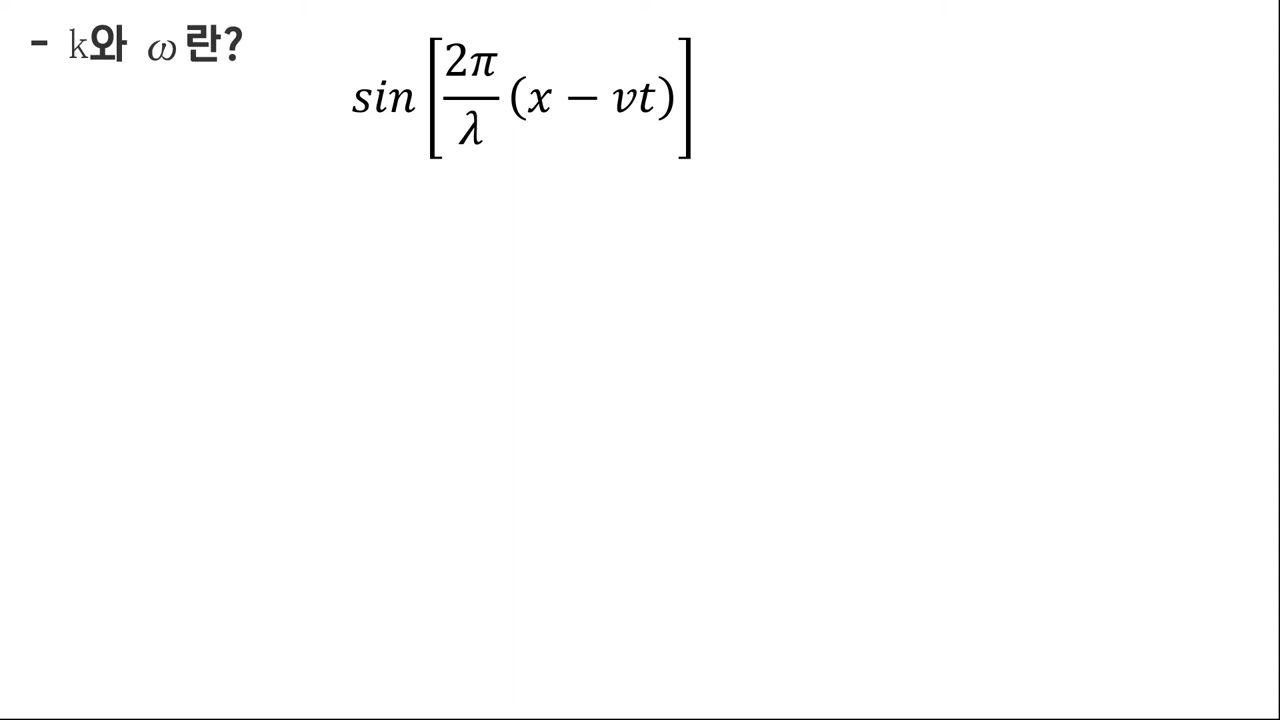 - k와 ω란?
sin[2π/λ (x − vt)]